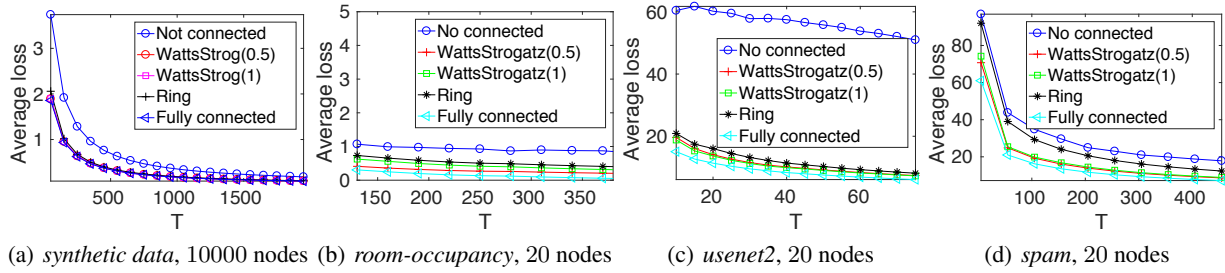 Average loss
3
2
1
500 1000 1500
T
Not connected
WattsStrog(0.5)
WattsStrog(1)
Ring
Fully connected
(a) synthetic data, 10000 nodes
Average loss
5
4
3
2
1
0
150 200 250 300 350
T
No connected
WattsStrogatz(0.5)
WattsStrogatz(1)
Ring
Fully connected
(b) room-occupancy, 20 nodes
Average loss
60
40
20
20 40 60
T
No connected
WattsStrogatz(0.5)
WattsStrogatz(1)
Ring
Fully connected
(c) usenet2, 20 nodes
Average loss
80
60
40
20
100 200 300 400
T
No connected
WattsStrogatz(0.5)
WattsStrogatz(1)
Ring
Fully connected
(d) spam, 20 nodes